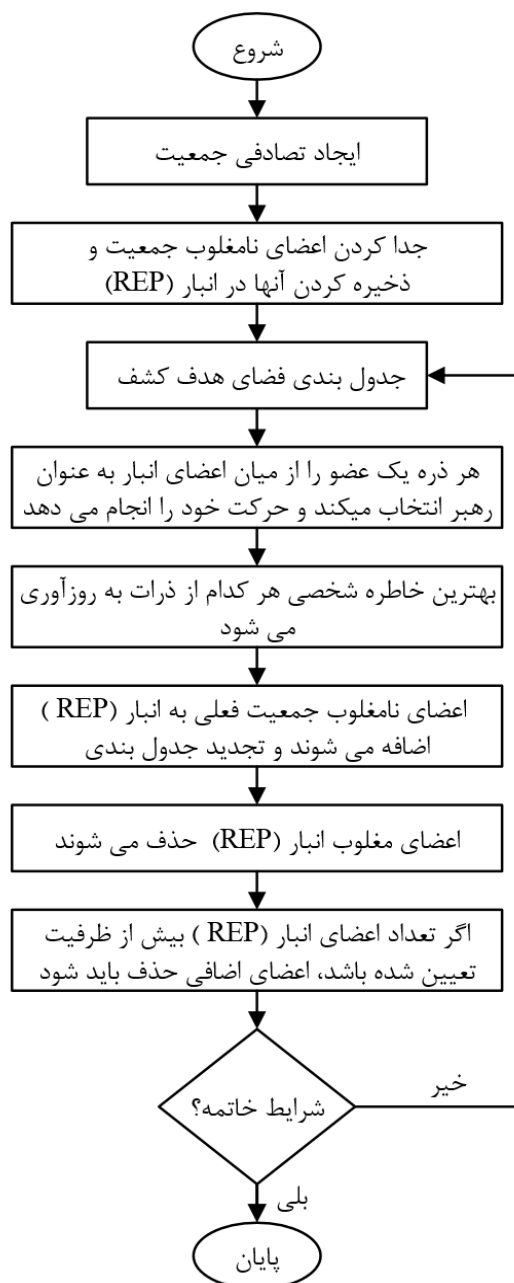 شروع
ایجاد تصادفی جمعیت
جدا کردن اعضای نامغلوب جمعیت و
ذخیره کردن آنها در انبار (REP)
جدول بندی فضای هدف کشف
هر ذره یک عضو را از میان اعضای انبار به عنوان
رهبر انتخاب میکند و حرکت خود را انجام می دهد
بهترین خاطره شخصی هر کدام از ذرات به روزآوری
می شود
اعضای نامغلوب جمعیت فعلی به انبار (REP )
اضافه می شوند و تجدید جدول بندی
اعضای مغلوب انبار (REP) حذف می شوند
اگر تعداد اعضای انبار (REP ) بیش از ظرفیت
تعیین شده باشد، اعضای اضافی حذف باید شود
شرایط خاتمه؟
خیر
بلی
پایان